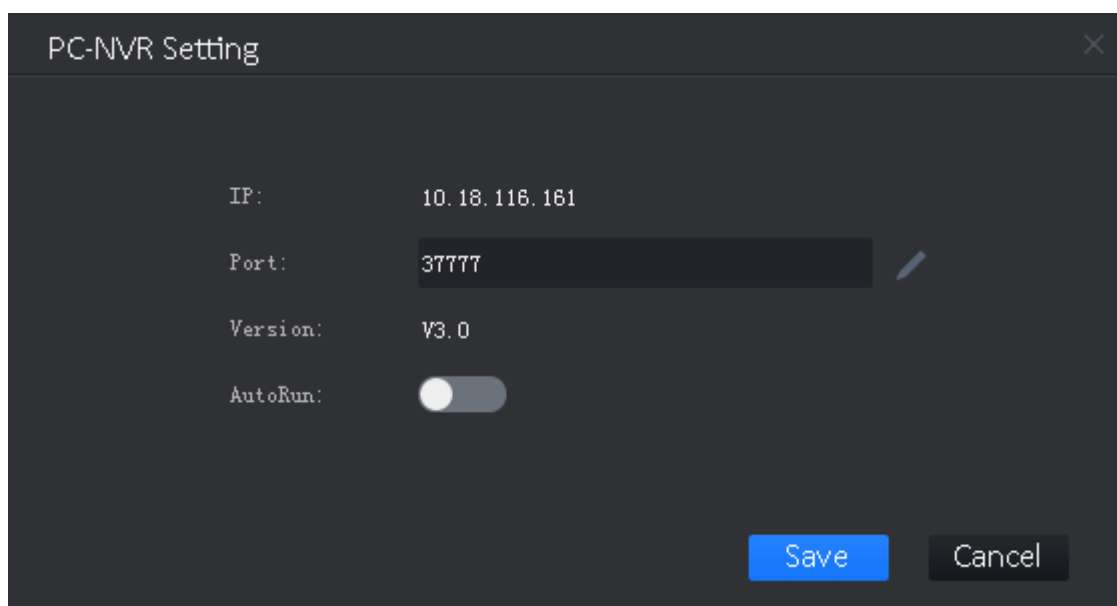 PC-NVR Setting
IP: 10.18.116.161
Port: 37777
Version: V3.0
AutoRun:
Save Cancel